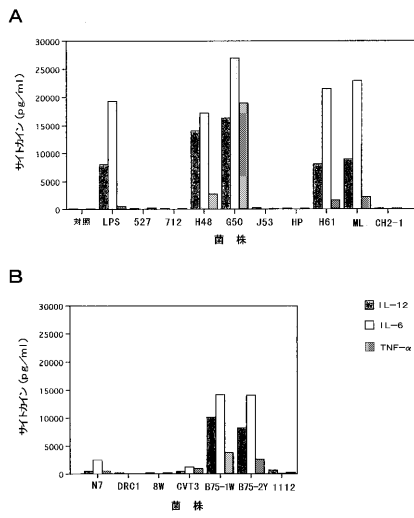 A
30000
25000
20000
15000
10000
5000
0
サイトカイン(pg/ml)
対照 LPS 527 712 H48 G50 J53 HP H61 ML CH2-1
菌株
B
30000
25000
20000
15000
10000
5000
0
サイトカイン(pg/ml)
N7 DRC1 8W CVT3 B75-1W B75-2Y 1112
菌株
IL-12
IL-6
TNF-α